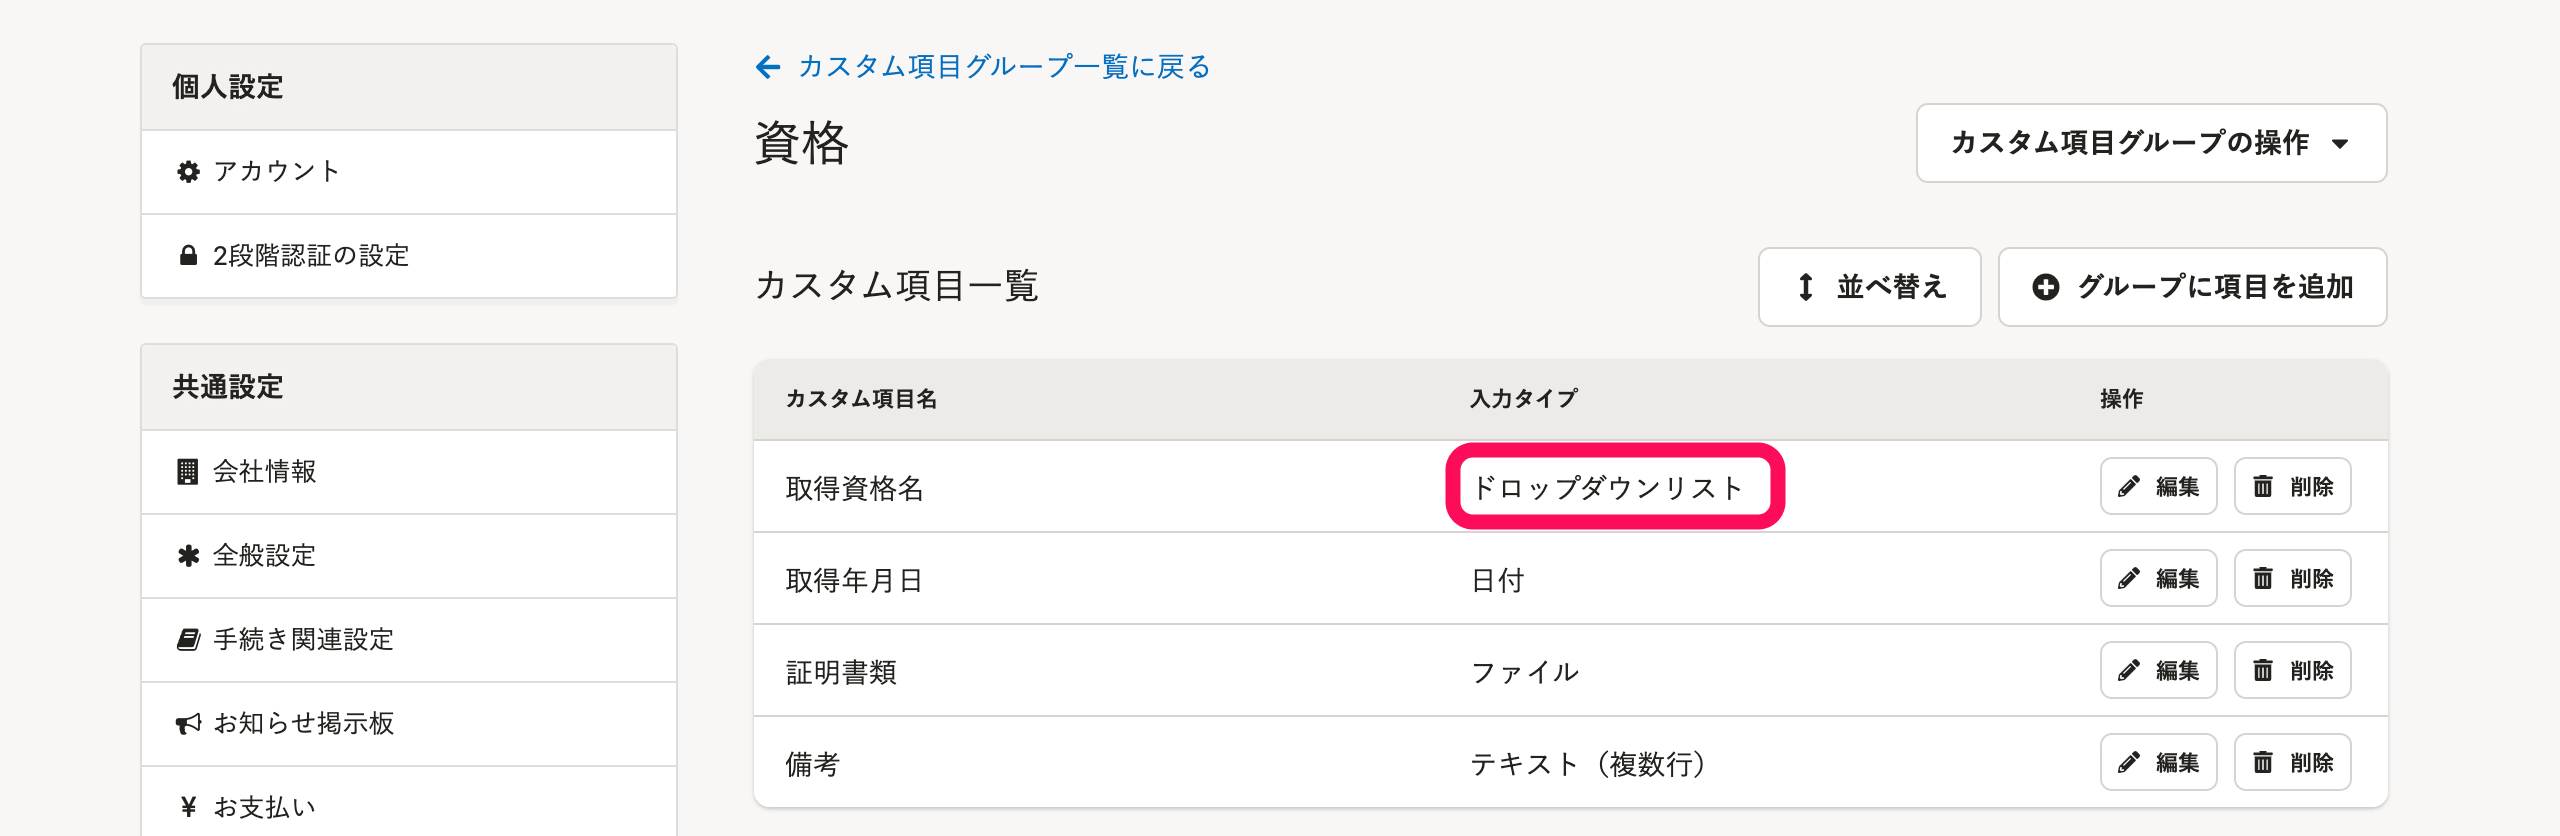 個人設定
アカウント
2段階認証の設定
共通設定
会社情報
全般設定
手続き関連設定
お知らせ掲示板
お支払い
カスタム項目グループ一覧に戻る
資格
カスタム項目グループの操作
カスタム項目一覧
並べ替え
グループに項目を追加
カスタム項目名 入力タイプ 操作
取得資格名 ドロップダウンリスト 編集 削除
取得年月日 日付 編集 削除
証明書類 ファイル 編集 削除
備考 テキスト（複数行） 編集 削除